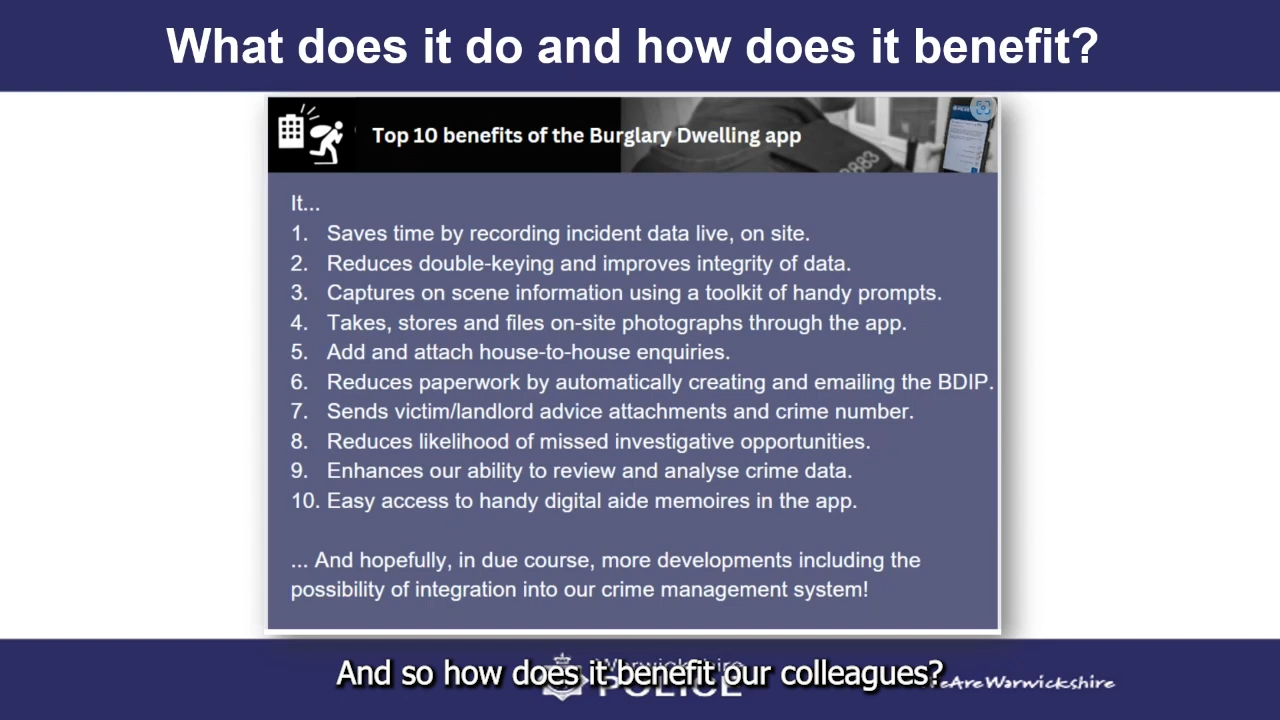 What does it do and how does it benefit?
Top 10 benefits of the Burglary Dwelling app
It...
1. Saves time by recording incident data live, on site.
2. Reduces double-keying and improves integrity of data.
3. Captures on scene information using a toolkit of handy prompts.
4. Takes, stores and files on-site photographs through the app.
5. Add and attach house-to-house enquiries.
6. Reduces paperwork by automatically creating and emailing the BDIP.
7. Sends victim/landlord advice attachments and crime number.
8. Reduces likelihood of missed investigative opportunities.
9. Enhances our ability to review and analyse crime data.
10. Easy access to handy digital aide memoires in the app.
... And hopefully, in due course, more developments including the
possibility of integration into our crime management system!
And so how does it benefit our colleagues?
Warwickshire
POLICE